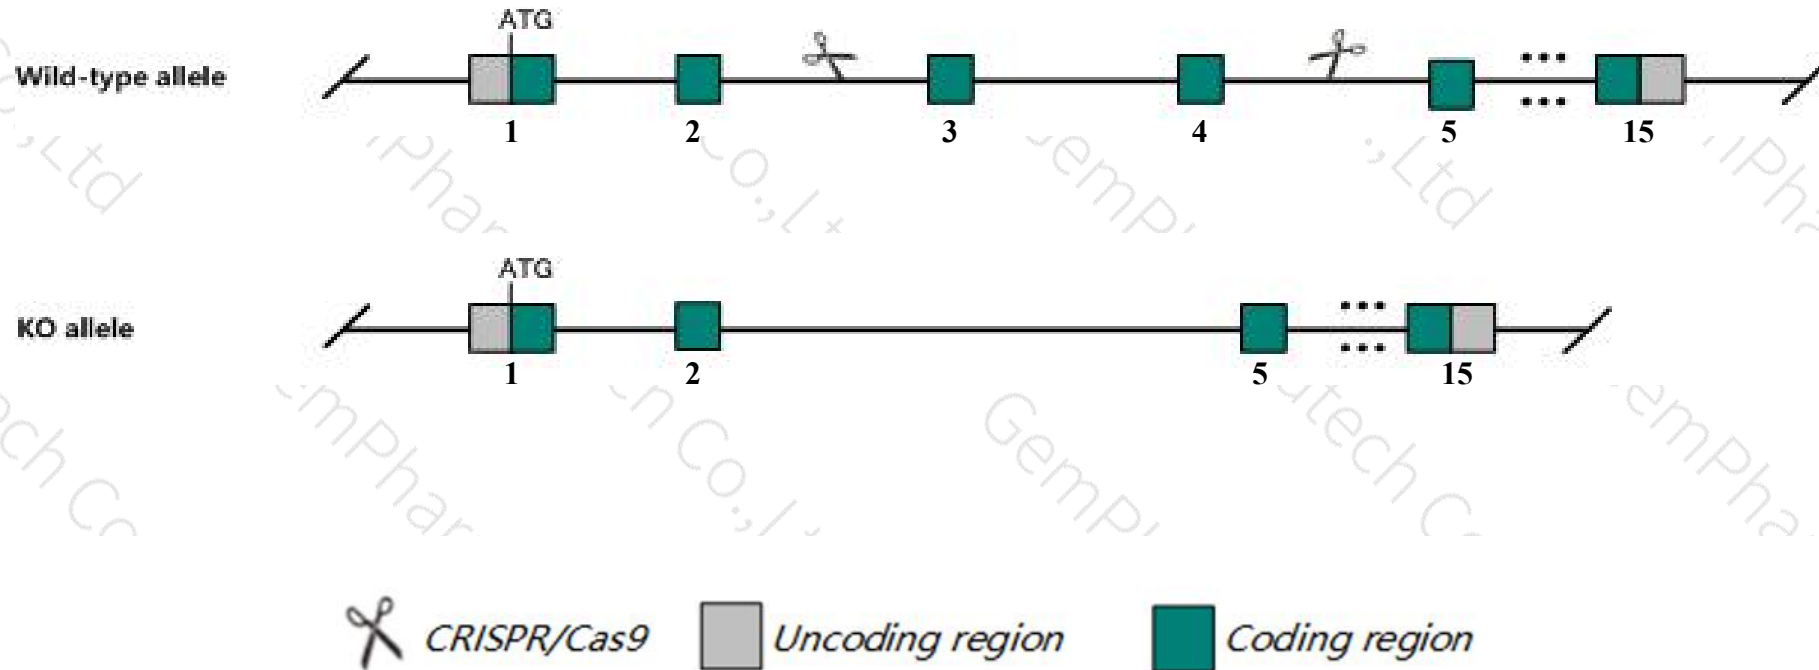 ATG
Wild-type allele
1 2 3 4 5 15
ATG
KO allele
1 2 5 15
CRISPR/Cas9 Uncoding region Coding region